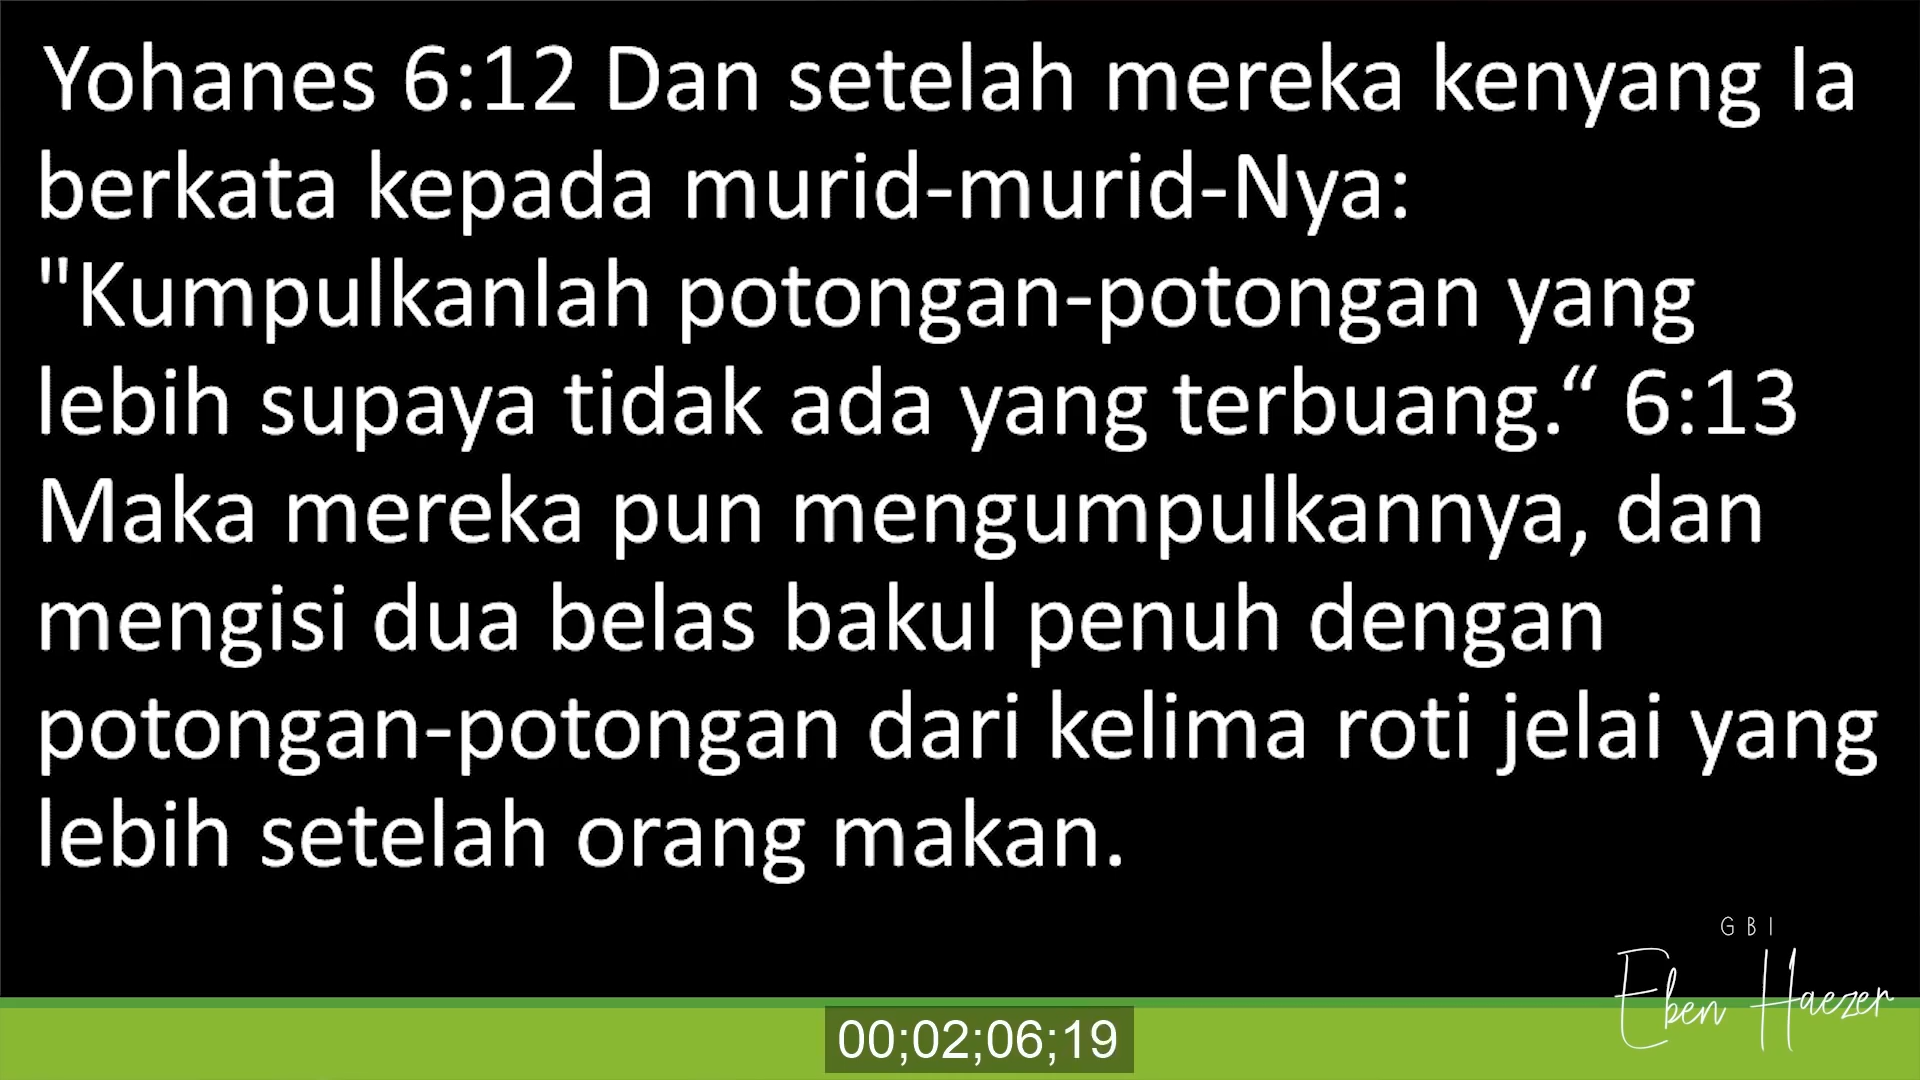 Yohanes 6:12 Dan setelah mereka kenyang Ia
berkata kepada murid-murid-Nya:
"Kumpulkanlah potongan-potongan yang
lebih supaya tidak ada yang terbuang.“ 6:13
Maka mereka pun mengumpulkannya, dan
mengisi dua belas bakul penuh dengan
potongan-potongan dari kelima roti jelai yang
lebih setelah orang makan.
GBI
Eben Haezer
00;02;06;19